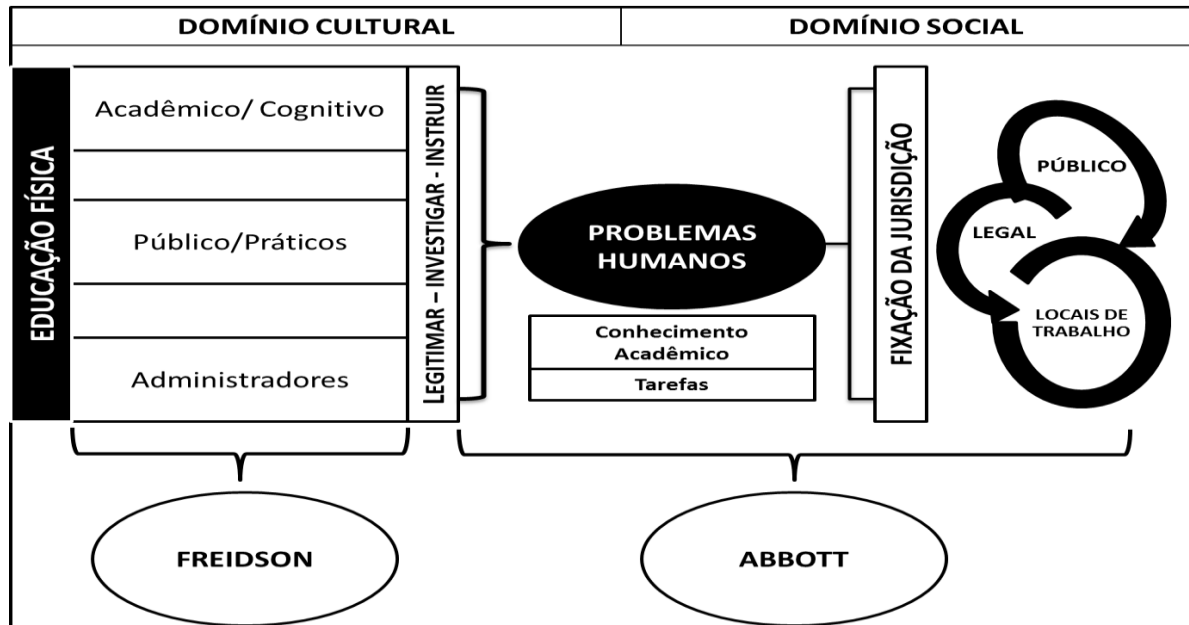 DOMÍNIO CULTURAL
DOMÍNIO SOCIAL
EDUCAÇÃO FÍSICA
Acadêmico/ Cognitivo
Público/Práticos
Administradores
LEGITIMAR – INVESTIGAR - INSTRUIR
PROBLEMAS
HUMANOS
Conhecimento
Acadêmico
Tarefas
FIXAÇÃO DA JURISDIÇÃO
PÚBLICO
LEGAL
LOCAIS DE
TRABALHO
FREIDSON
ABBOTT